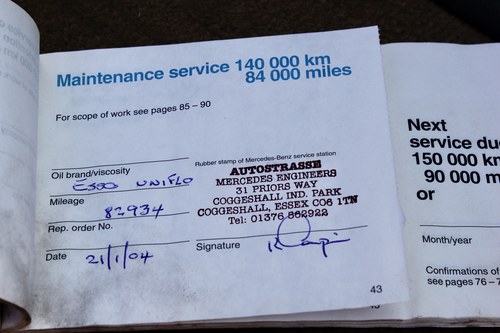 Maintenance service 140 000 km
84 000 miles
For scope of work see pages 85 – 90
Oil brand/viscosity
ESSO UNIFLO
Mileage
82934
Rep. order No.
Date
21/1/04
Rubber stamp of Mercedes-Benz service station
AUTOSTRASSE
MERCEDES ENGINEERS
31 PRIORS WAY
COGGESHALL IND. PARK
COGGESHALL, ESSEX CO6 1TN
Tel: 01376 562922
Signature
43
Next
service du
150 000 k
90 000 m
or
Month/year
Confirmations of
see pages 76 – 7